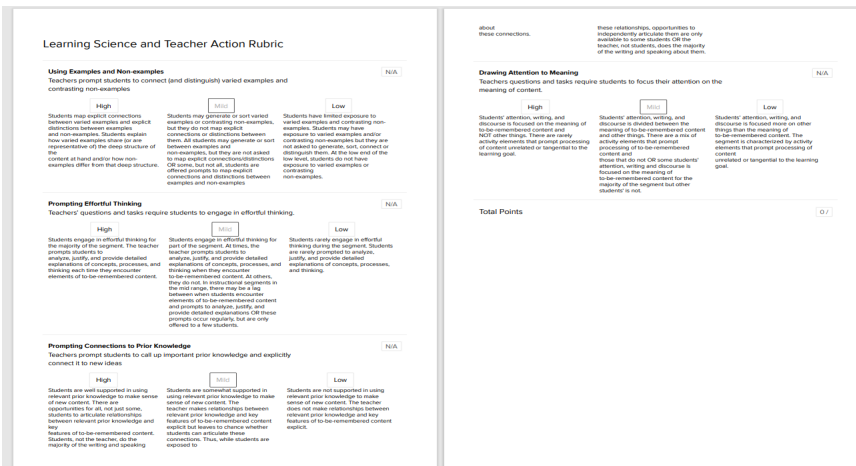 Learning Science and Teacher Action Rubric
Using Examples and Non-examples
N/A
Teachers prompt students to connect (and distinguish) varied examples and
contrasting non-examples
High
Students map explicit connections
between varied examples and explicit
distinctions between examples
and non-examples. Students explain
how varied examples share (or are
representative of) the deep structure of
the
content at hand and/or how non-
examples differ from that deep structure.
Mild
Students may generate or sort varied
examples or contrasting non-examples,
but they do not map explicit
connections or distinctions between
them. All students may generate or sort
between examples and
non-examples, but they are not asked
to map explicit connections/distinctions
OR some, but not all, students are
offered prompts to map explicit
connections and distinctions between
examples and non-examples
Low
Students have limited exposure to
varied examples and contrasting non-
examples. Students may have
exposure to varied examples and/or
contrasting non-examples but they are
not asked to generate, sort, connect or
distinguish them. At the low end of the
low level, students do not have
exposure to varied examples or
contrasting
non-examples.
Prompting Effortful Thinking
N/A
Teachers' questions and tasks require students to engage in effortful thinking.
High
Students engage in effortful thinking for
the majority of the segment. The teacher
prompts students to
analyze, justify, and provide detailed
explanations of concepts, processes, and
thinking each time they encounter
elements of to-be-remembered content.
Mild
Students engage in effortful thinking for
part of the segment. At times, the
teacher prompts students to
analyze, justify, and provide detailed
explanations of concepts, processes, and
thinking when they encounter
to-be-remembered content. At others,
they do not. In instructional segments in
the mid range, there may be a lag
between when students encounter
elements of to-be-remembered content
and prompts to analyze, justify, and
provide detailed explanations OR these
prompts occur regularly, but are only
offered to a few students.
Low
Students rarely engage in effortful
thinking during the segment. Students
are rarely prompted to analyze,
justify, and provide detailed
explanations of concepts, processes,
and thinking.
Prompting Connections to Prior Knowledge
N/A
Teachers prompt students to call up important prior knowledge and explicitly
connect it to new ideas
High
Students are well supported in using
relevant prior knowledge to make sense
of new content. There are
opportunities for all, not just some,
students to articulate relationships
between relevant prior knowledge and
key
features of to-be-remembered content.
Students, not the teacher, do the
majority of the writing and speaking
Mild
Students are somewhat supported in
using relevant prior knowledge to make
sense of new content. The
teacher makes relationships between
relevant prior knowledge and key
features of to-be-remembered content
explicit but leaves to chance whether
students can articulate these
connections. Thus, while students are
exposed to
Low
Students are not supported in using
relevant prior knowledge to make
sense of new content. The teacher
does not make relationships between
relevant prior knowledge and key
features of to-be-remembered content
explicit.
about
these connections.
these relationships, opportunities to
independently articulate them are only
available to some students OR the
teacher, not students, does the majority
of the writing and speaking about them.
Drawing Attention to Meaning
N/A
Teachers questions and tasks require students to focus their attention on the
meaning of content.
High
Students' attention, writing, and
discourse is focused on the meaning of
to-be-remembered content and
NOT other things. There are rarely
activity elements that prompt processing
of content unrelated or tangential to the
learning goal.
Mild
Students' attention, writing, and
discourse is divided between the
meaning of to-be-remembered content
and other things. There are a mix of
activity elements that prompt
processing of to-be-remembered
content and
those that do not OR some students'
attention, writing and discourse is
focused on the meaning of
to-be-remembered content for the
majority of the segment but other
students' is not.
Low
Students' attention, writing, and
discourse is focused more on other
things than the meaning of
to-be-remembered content. The
segment is characterized by activity
elements that prompt processing of
content
unrelated or tangential to the learning
goal.
Total Points
0 /